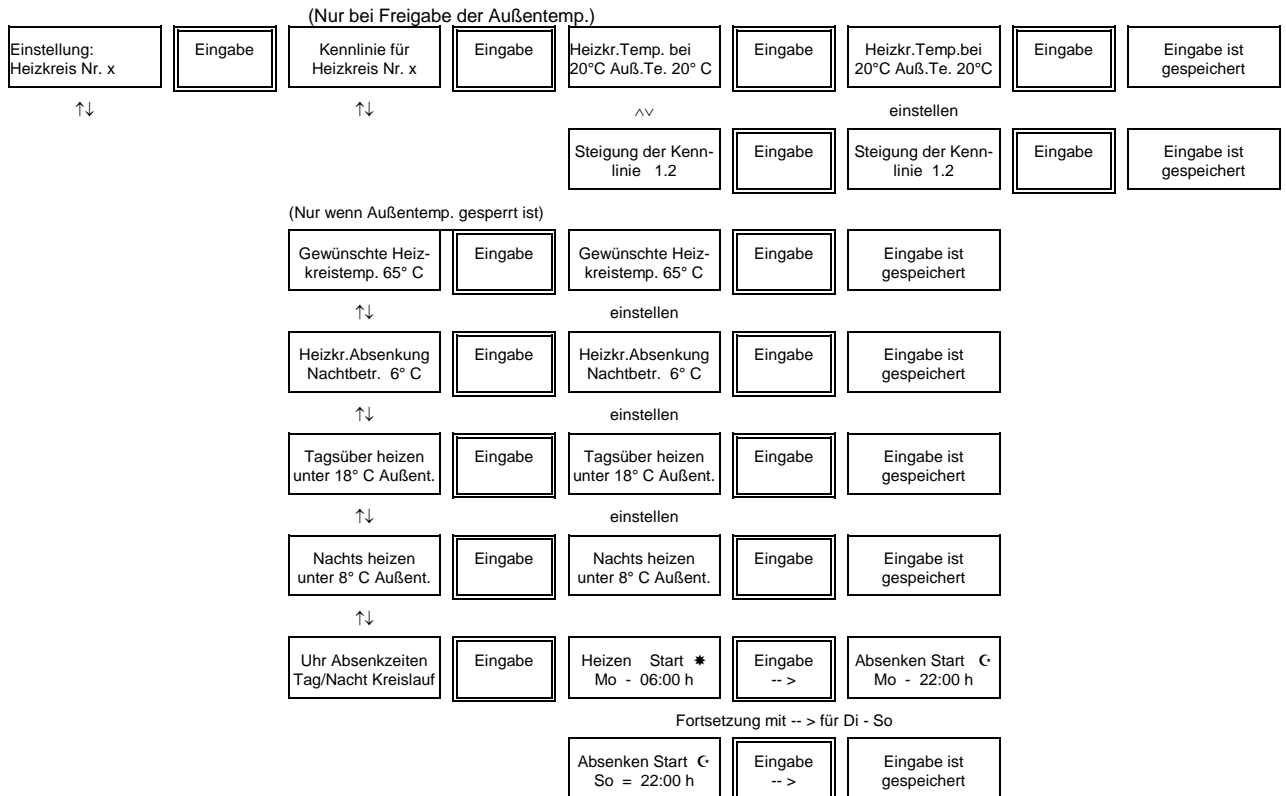 (Nur bei Freigabe der Außentemp.)
Einstellung:
Heizkreis Nr. x
Eingabe
Kennlinie für
Heizkreis Nr. x
Eingabe
Heizkr.Temp. bei
20°C Auß.Te. 20° C
Eingabe
Heizkr.Temp.bei
20°C Auß.Te. 20°C
Eingabe
Eingabe ist
gespeichert
↑↓ ↑↓ ∧∨ einstellen
Steigung der Kenn-
linie 1.2
Eingabe
Steigung der Kenn-
linie 1.2
Eingabe
Eingabe ist
gespeichert
(Nur wenn Außentemp. gesperrt ist)
Gewünschte Heiz-
kreistemp. 65° C
Eingabe
Gewünschte Heiz-
kreistemp. 65° C
Eingabe
Eingabe ist
gespeichert
↑↓ einstellen
Heizkr.Absenkung
Nachtbetr. 6° C
Eingabe
Heizkr.Absenkung
Nachtbetr. 6° C
Eingabe
Eingabe ist
gespeichert
↑↓ einstellen
Tagsüber heizen
unter 18° C Außent.
Eingabe
Tagsüber heizen
unter 18° C Außent.
Eingabe
Eingabe ist
gespeichert
↑↓ einstellen
Nachts heizen
unter 8° C Außent.
Eingabe
Nachts heizen
unter 8° C Außent.
Eingabe
Eingabe ist
gespeichert
↑↓
Uhr Absenkzeiten
Tag/Nacht Kreislauf
Eingabe
Heizen Start ✸
Mo - 06:00 h
Eingabe
-- >
Absenken Start ☪
Mo - 22:00 h
Fortsetzung mit -- > für Di - So
Absenken Start ☪
So = 22:00 h
Eingabe
-- >
Eingabe ist
gespeichert